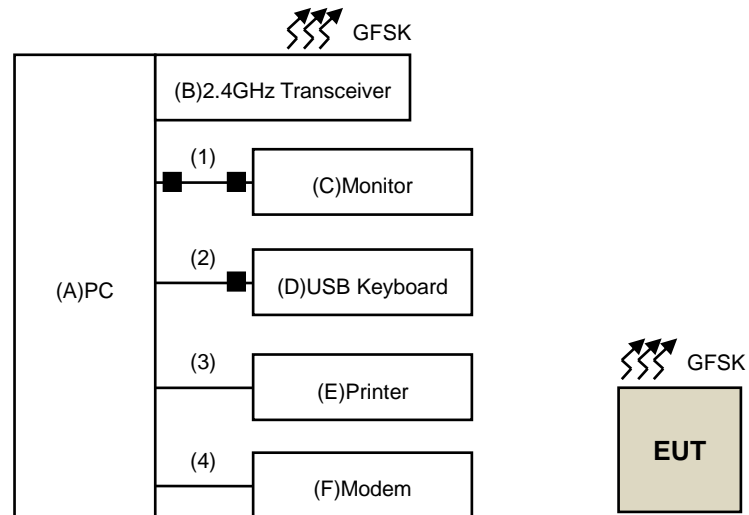 GFSK
(B)2.4GHz Transceiver
(1)
(C)Monitor
(2)
(A)PC
(D)USB Keyboard
(3)
(E)Printer
GFSK
EUT
(4)
(F)Modem